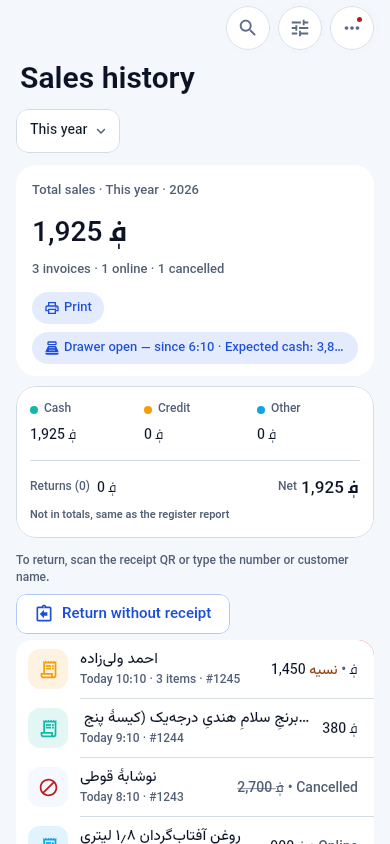 Sales history
This year
Total sales · This year · 2026
1,925 ؋
3 invoices · 1 online · 1 cancelled
Print
Drawer open — since 6:10 · Expected cash: 3,8…
Cash
Credit
Other
1,925 ؋
0 ؋
0 ؋
Returns (0) 0 ؋
Net 1,925 ؋
Not in totals, same as the register report
To return, scan the receipt QR or type the number or customer
name.
Return without receipt
احمد ولی‌زاده
1,450 ؋ • نسیه
Today 10:10 · 3 items · #1245
برنجِ سلامِ هندیِ درجه‌یک (کیسهٔ پنج…
380 ؋
Today 9:10 · #1244
نوشابهٔ قوطی
2,700 ؋ • Cancelled
Today 8:10 · #1243
روغن آفتاب‌گردان ۱٫۸ لیتری